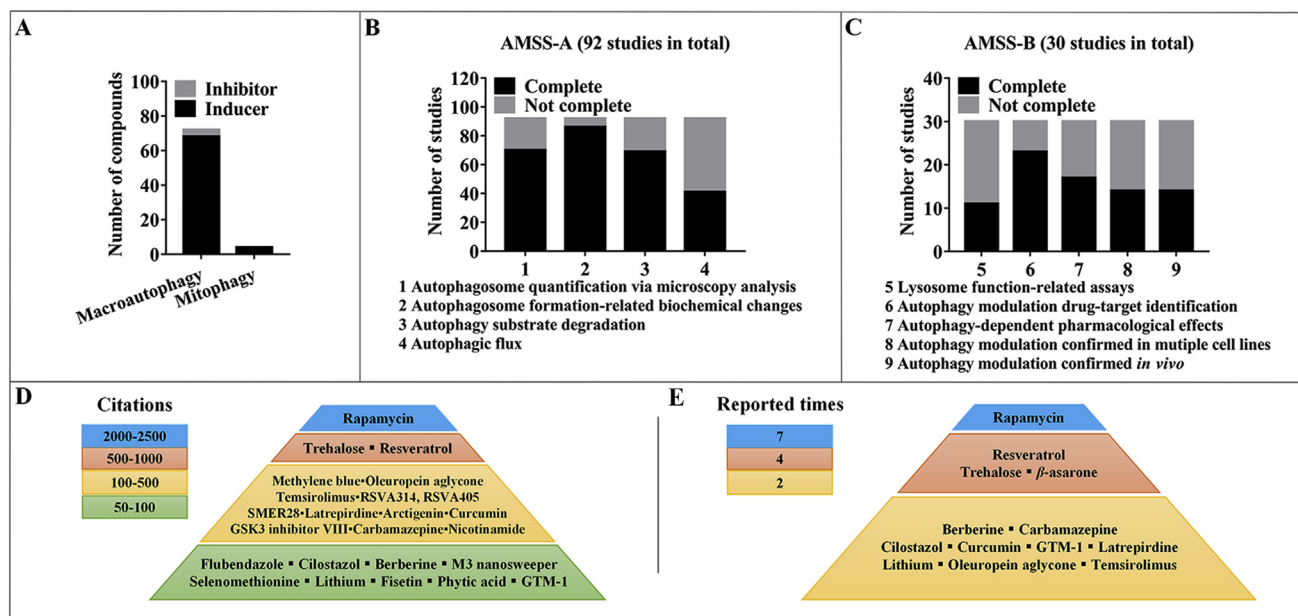 A
Inhibitor
Inducer
Number of compounds
100
80
60
40
20
0
Macroautophagy
Mitophagy
B
AMSS-A (92 studies in total)
Complete
Not complete
Number of studies
120
100
80
60
40
20
0
1 2 3 4
1 Autophagosome quantification via microscopy analysis
2 Autophagosome formation-related biochemical changes
3 Autophagy substrate degradation
4 Autophagic flux
C
AMSS-B (30 studies in total)
Complete
Not complete
Number of studies
40
30
20
10
0
5 6 7 8 9
5 Lysosome function-related assays
6 Autophagy modulation drug-target identification
7 Autophagy-dependent pharmacological effects
8 Autophagy modulation confirmed in mutiple cell lines
9 Autophagy modulation confirmed in vivo
D
Citations
2000-2500
500-1000
100-500
50-100
Rapamycin
Trehalose ▪ Resveratrol
Methylene blue▪Oleuropein aglycone
Temsirolimus▪RSVA314, RSVA405
SMER28▪Latrepirdine▪Arctigenin▪Curcumin
GSK3 inhibitor VIII▪Carbamazepine▪Nicotinamide
Flubendazole ▪ Cilostazol ▪ Berberine ▪ M3 nanosweeper
Selenomethionine ▪ Lithium ▪ Fisetin ▪ Phytic acid ▪ GTM-1
E
Reported times
7
4
2
Rapamycin
Resveratrol
Trehalose ▪ β-asarone
Berberine ▪ Carbamazepine
Cilostazol ▪ Curcumin ▪ GTM-1 ▪ Latrepirdine
Lithium ▪ Oleuropein aglycone ▪ Temsirolimus